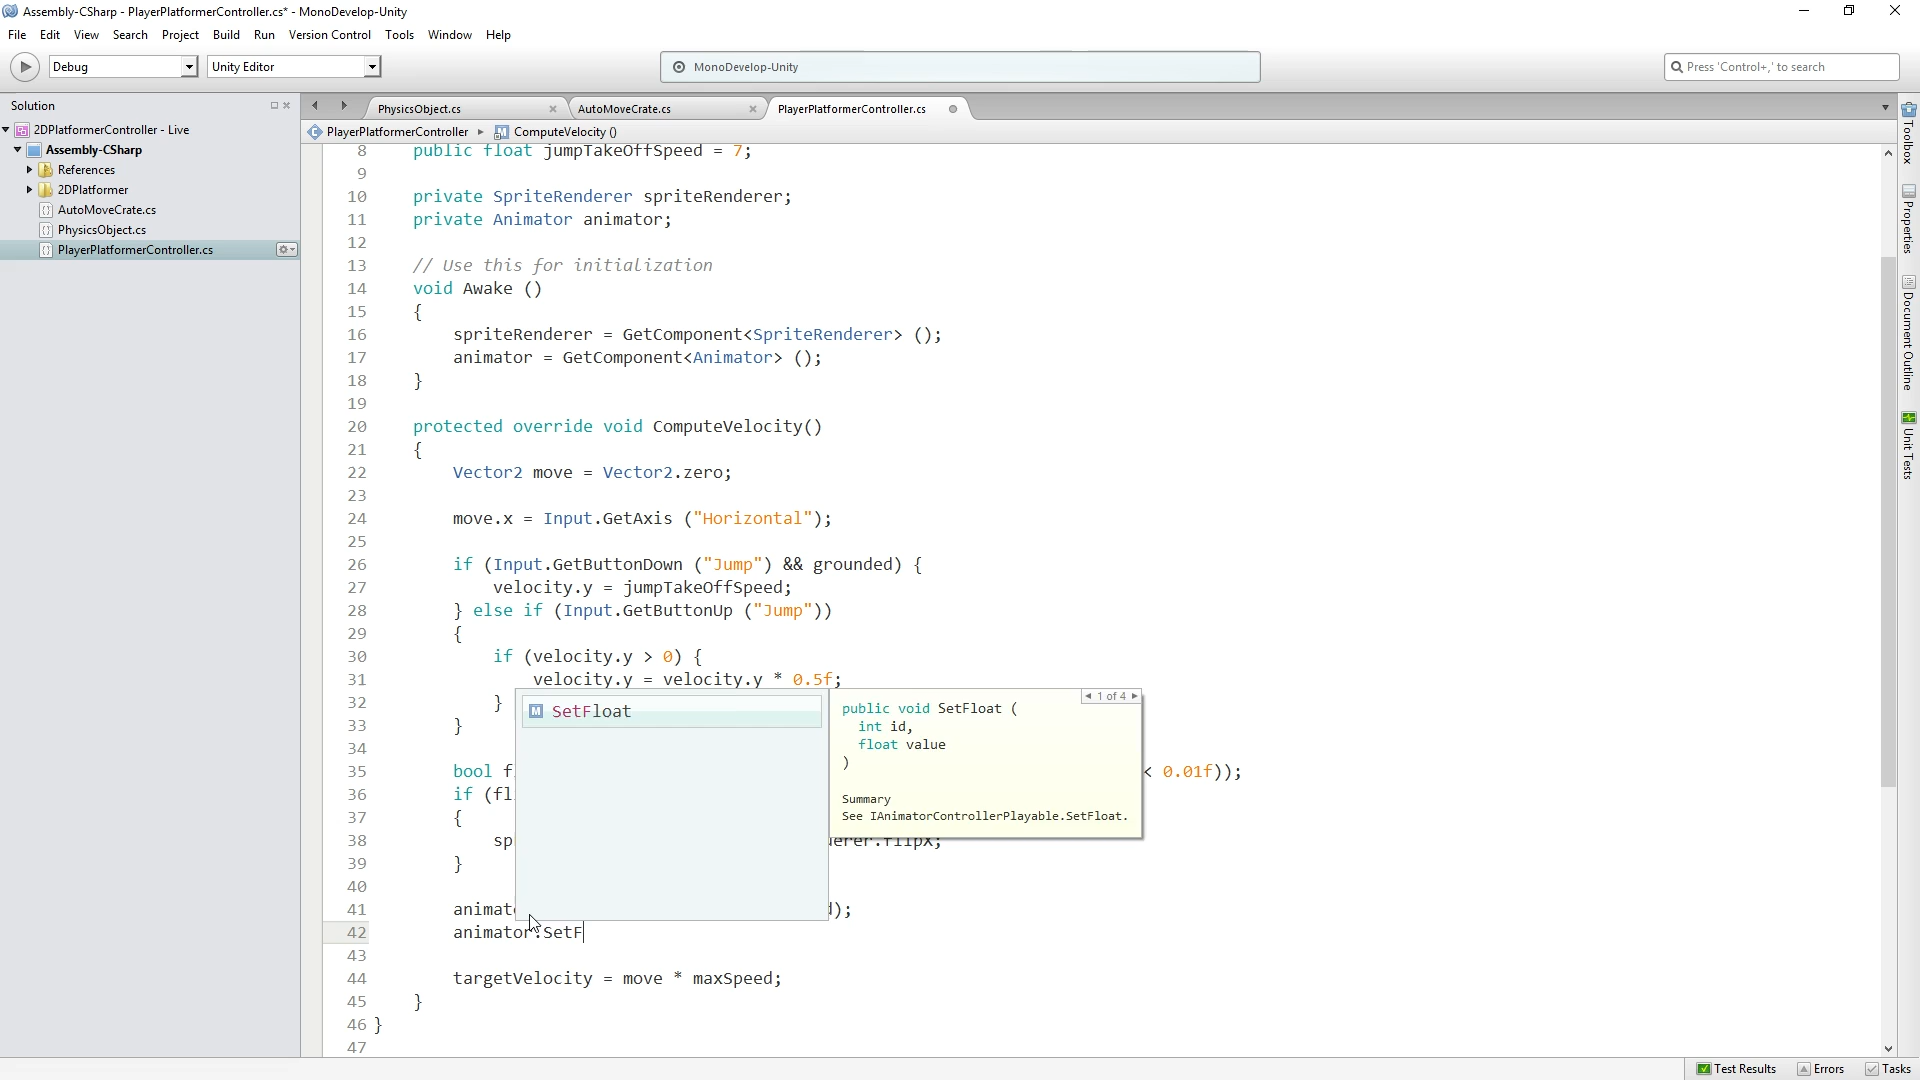 Assembly-CSharp - PlayerPlatformerController.cs* - MonoDevelop-Unity
File Edit View Search Project Build Run Version Control Tools Window Help
Debug Unity Editor MonoDevelop-Unity Press 'Control+,' to search
Solution
2DPlatformerController - Live
Assembly-CSharp
References
2DPlatformer
AutoMoveCrate.cs
PhysicsObject.cs
PlayerPlatformerController.cs
PhysicsObject.cs AutoMoveCrate.cs PlayerPlatformerController.cs
PlayerPlatformerController ComputeVelocity ()
8 public float jumpTakeOffSpeed = 7;
9
10 private SpriteRenderer spriteRenderer;
11 private Animator animator;
12
13 // Use this for initialization
14 void Awake ()
15 {
16 spriteRenderer = GetComponent<SpriteRenderer> ();
17 animator = GetComponent<Animator> ();
18 }
19
20 protected override void ComputeVelocity()
21 {
22 Vector2 move = Vector2.zero;
23
24 move.x = Input.GetAxis ("Horizontal");
25
26 if (Input.GetButtonDown ("Jump") && grounded) {
27 velocity.y = jumpTakeOffSpeed;
28 } else if (Input.GetButtonUp ("Jump"))
29 {
30 if (velocity.y > 0) {
31 velocity.y = velocity.y * 0.5f;
32 }
33 }
34
35 bool f < 0.01f));
36 if (fl
37 {
38 sp erer.flipX;
39 }
40
41 animat );
42 animator.SetF
43
44 targetVelocity = move * maxSpeed;
45 }
46 }
47
SetFloat
1 of 4
public void SetFloat (
int id,
float value
)
Summary
See IAnimatorControllerPlayable.SetFloat.
Toolbox
Properties
Document Outline
Unit Tests
Test Results Errors Tasks